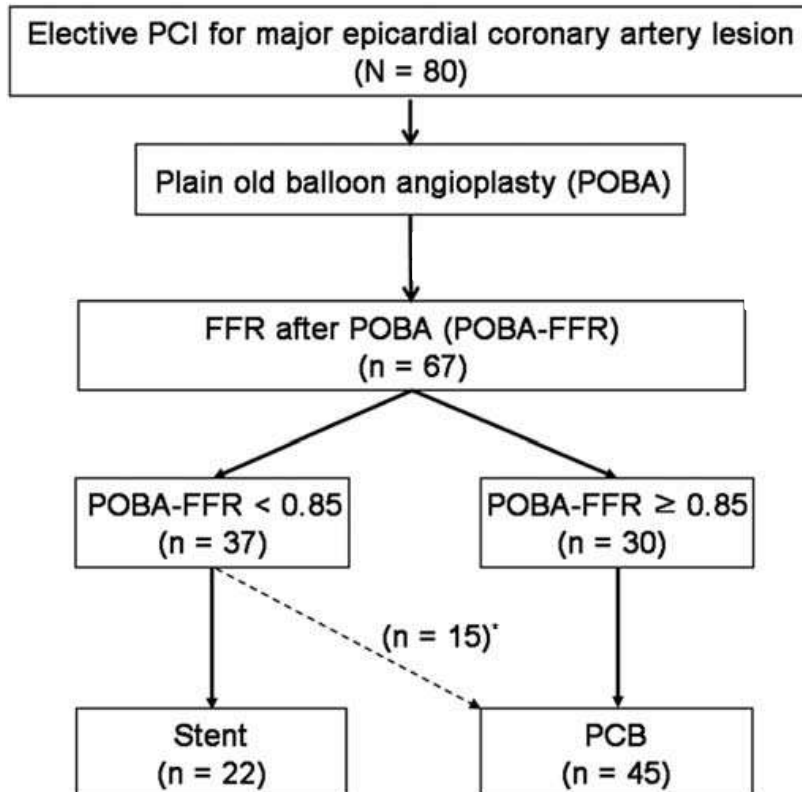 Elective PCI for major epicardial coronary artery lesion
(N = 80)
Plain old balloon angioplasty (POBA)
FFR after POBA (POBA-FFR)
(n = 67)
POBA-FFR < 0.85
(n = 37)
POBA-FFR ≥ 0.85
(n = 30)
(n = 15)*
Stent
(n = 22)
PCB
(n = 45)